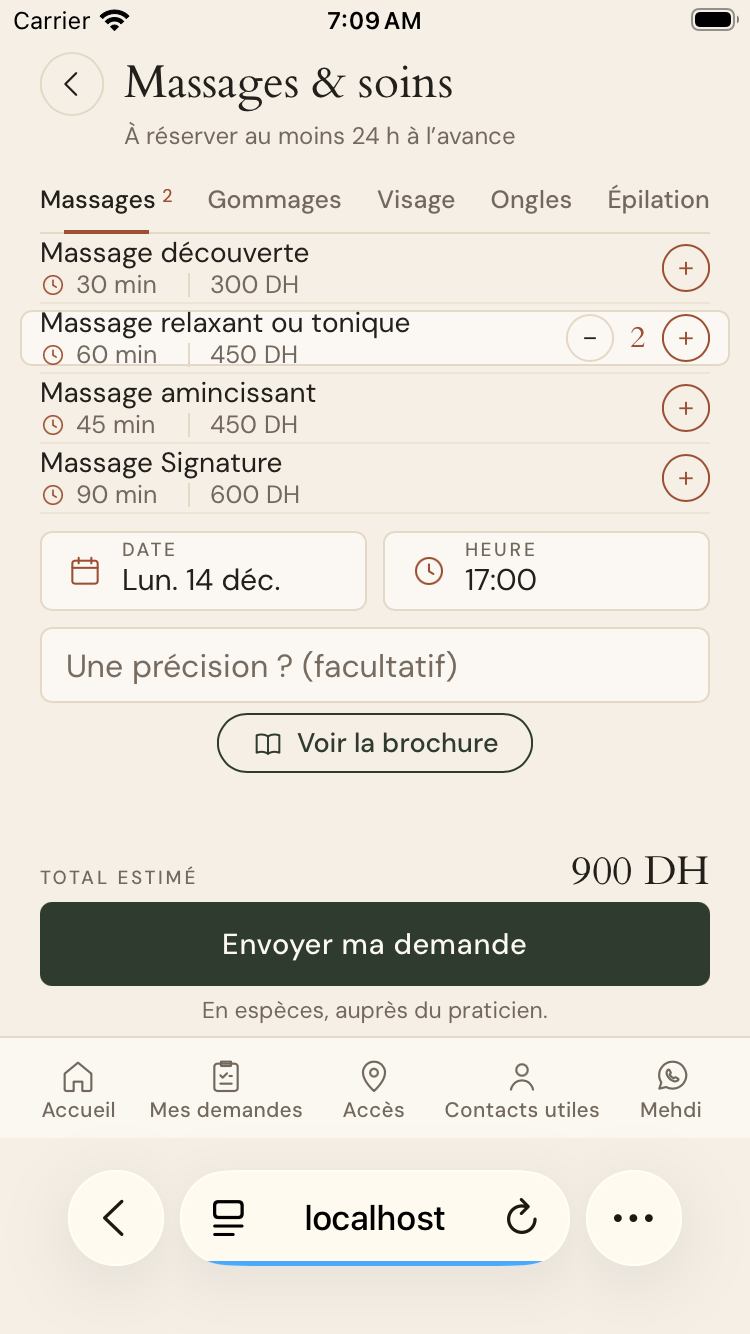 Carrier 7:09 AM
Massages & soins
À réserver au moins 24 h à l’avance
Massages 2 Gommages Visage Ongles Épilation
Massage découverte
30 min 300 DH
+
Massage relaxant ou tonique
60 min 450 DH
− 2 +
Massage amincissant
45 min 450 DH
+
Massage Signature
90 min 600 DH
+
DATE
Lun. 14 déc.
HEURE
17:00
Une précision ? (facultatif)
Voir la brochure
TOTAL ESTIMÉ 900 DH
Envoyer ma demande
En espèces, auprès du praticien.
Accueil Mes demandes Accès Contacts utiles Mehdi
localhost